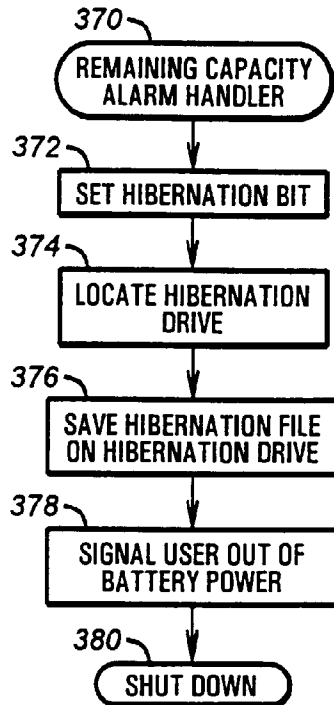 370
REMAINING CAPACITY
ALARM HANDLER
372
SET HIBERNATION BIT
374
LOCATE HIBERNATION
DRIVE
376
SAVE HIBERNATION FILE
ON HIBERNATION DRIVE
378
SIGNAL USER OUT OF
BATTERY POWER
380
SHUT DOWN